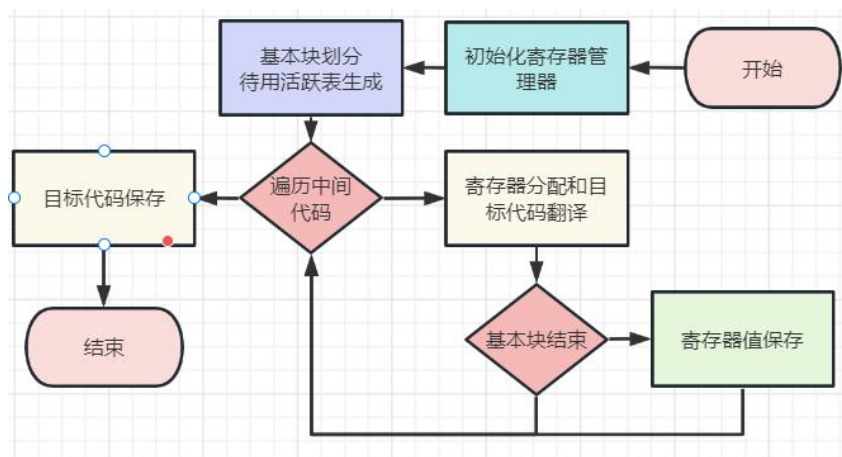 基本块划分
待用活跃表生成
初始化寄存器管
理器
开始
目标代码保存
遍历中间
代码
寄存器分配和目
标代码翻译
结束
基本块结束
寄存器值保存